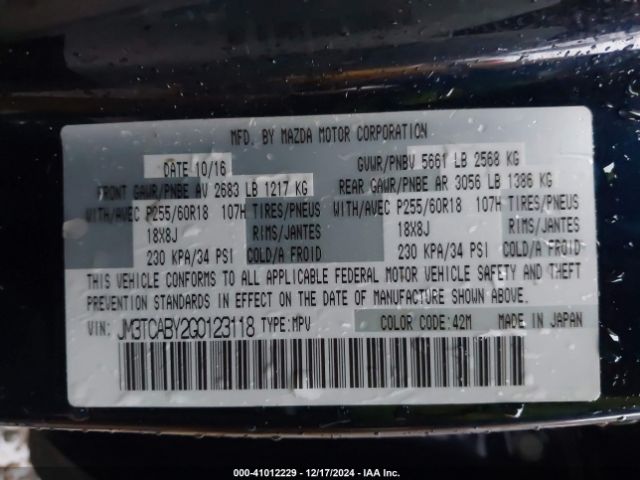 MFD. BY MAZDA MOTOR CORPORATION
DATE 10/16 GVWR/PNBV 5661 LB 2568 KG
FRONT GAWR/PNBE AV 2683 LB 1217 KG REAR GAWR/PNBE AR 3056 LB 1386 KG
WITH/AVEC P255/60R18 107H TIRES/PNEUS WITH/AVEC P255/60R18 107H TIRES/PNEUS
18X8J RIMS/JANTES 18X8J RIMS/JANTES
230 KPA/34 PSI COLD/A FROID 230 KPA/34 PSI COLD/A FROID
THIS VEHICLE CONFORMS TO ALL APPLICABLE FEDERAL MOTOR VEHICLE SAFETY AND THEFT
PREVENTION STANDARDS IN EFFECT ON THE DATE OF MANUFACTURE SHOWN ABOVE.
VIN: JM3TCABY2G0123118 TYPE:MPV COLOR CODE:42M MADE IN JAPAN
000-41012229 - 12/17/2024 - IAA Inc.